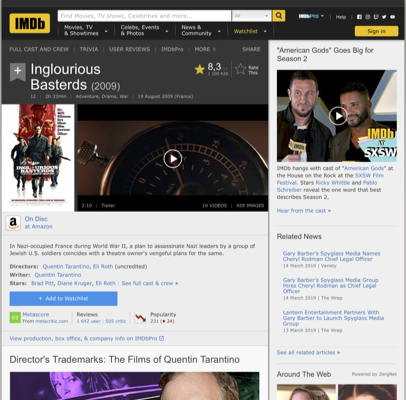 IMDb
Find Movies, TV shows, Celebrities and more...
All
IMDbPro
Help
Movies, TV
& Showtimes
Celebs, Events
& Photos
News &
Community
Watchlist
Sign in
FULL CAST AND CREW | TRIVIA | USER REVIEWS | IMDbPro | MORE
SHARE
Inglourious
Basterds (2009)
8,3
Rate
This
12 | 2h 33min | Adventure, Drama, War | 19 August 2009 (France)
2:10 | Trailer
10 VIDEOS | 459 IMAGES
On Disc
at Amazon
In Nazi-occupied France during World War II, a plan to assassinate Nazi leaders by a group of
Jewish U.S. soldiers coincides with a theatre owner's vengeful plans for the same.
Directors: Quentin Tarantino, Eli Roth (uncredited)
Writer: Quentin Tarantino
Stars: Brad Pitt, Diane Kruger, Eli Roth | See full cast & crew »
+ Add to Watchlist
69
Metascore
From metacritic.com
Reviews
1 642 user | 505 critic
Popularity
231 (24)
View production, box office, & company info on IMDbPro
Director's Trademarks: The Films of Quentin Tarantino
"American Gods" Goes Big for
Season 2
IMDb
SXSW
IMDb hangs with cast of "American Gods" at
the House on the Rock at the SXSW Film
Festival. Stars Ricky Whittle and Pablo
Schreiber reveal the one word that best
describes Season 2.
Hear from the cast »
Related News
Gary Barber's Spyglass Media Names
Cheryl Rodman Chief Legal Officer
14 March 2019 | Variety
Gary Barber's Spyglass Media Group
Hires Cheryl Rodman as Chief Legal
Officer
14 March 2019 | The Wrap
Lantern Entertainment Partners With
Gary Barber to Launch Spyglass Media
Group
13 March 2019 | The Wrap
See all related articles »
Around The Web
Powered by ZergNet